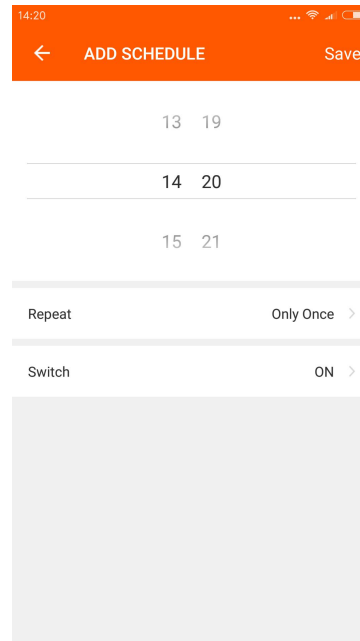 14:20
ADD SCHEDULE Save
13 19
14 20
15 21
Repeat Only Once
Switch ON